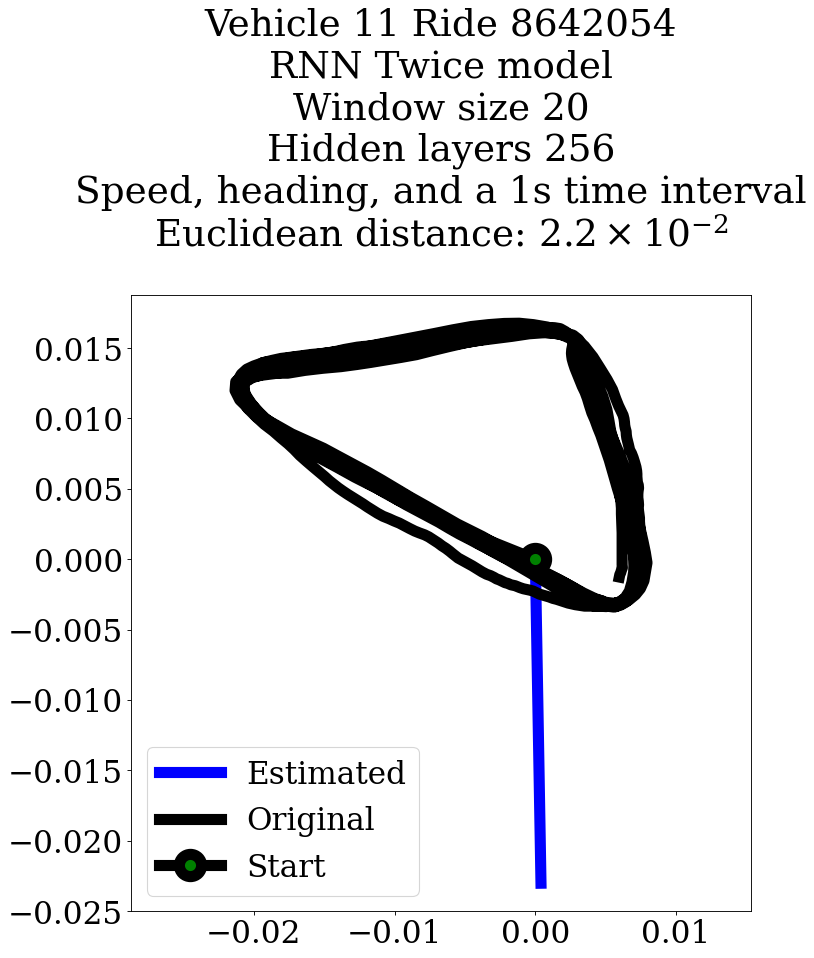 Vehicle 11 Ride 8642054
RNN Twice model
Window size 20
Hidden layers 256
Speed, heading, and a 1s time interval
Euclidean distance: 2.2 × 10⁻²
0.015
0.010
0.005
0.000
−0.005
−0.010
−0.015
−0.020
−0.025
Estimated
Original
Start
−0.02 −0.01 0.00 0.01